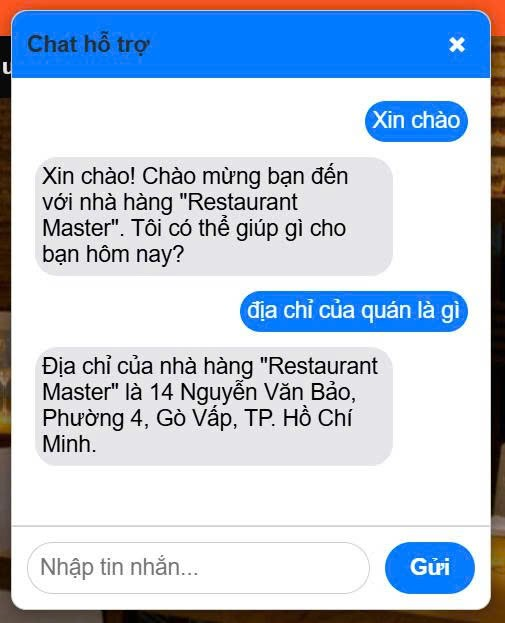 Chat hỗ trợ
Xin chào
Xin chào! Chào mừng bạn đến
với nhà hàng "Restaurant
Master". Tôi có thể giúp gì cho
bạn hôm nay?
địa chỉ của quán là gì
Địa chỉ của nhà hàng "Restaurant
Master" là 14 Nguyễn Văn Bảo,
Phường 4, Gò Vấp, TP. Hồ Chí
Minh.
Nhập tin nhắn...
Gửi